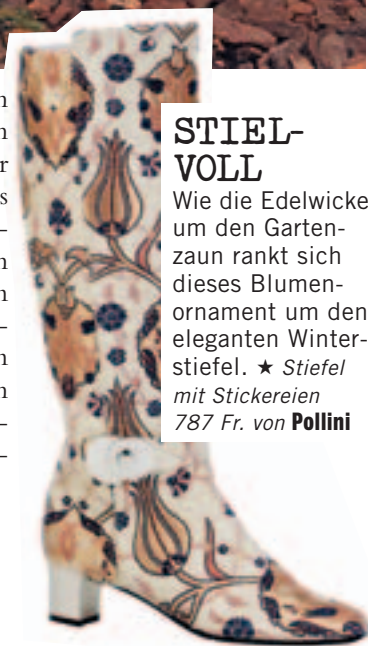 STIEL-
VOLL
Wie die Edelwicke
um den Garten-
zaun rankt sich
dieses Blumen-
ornament um den
eleganten Winter-
stiefel. ★ Stiefel
mit Stickereien
787 Fr. von Pollini